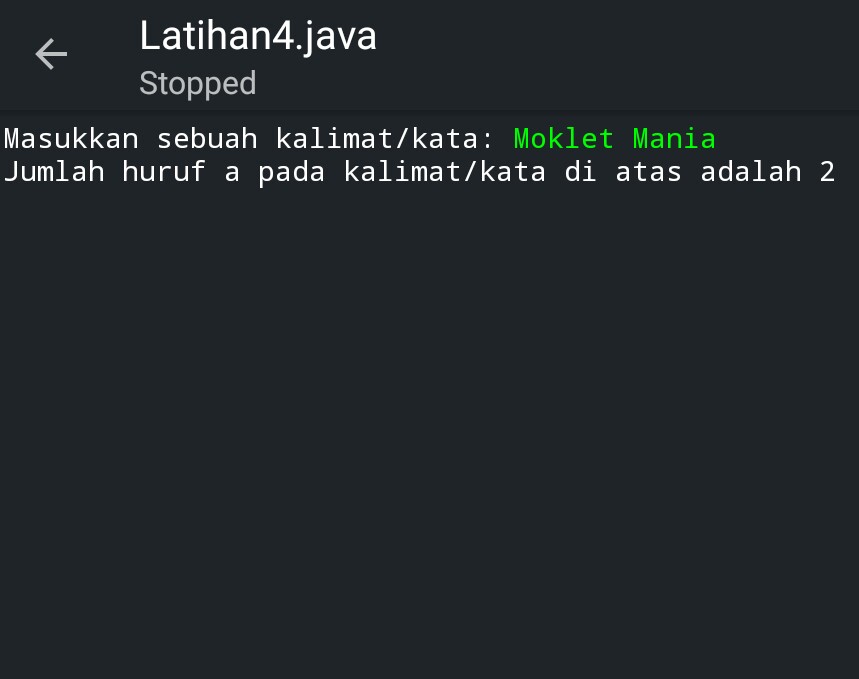 Latihan4.java
Stopped
Masukkan sebuah kalimat/kata: Moklet Mania
Jumlah huruf a pada kalimat/kata di atas adalah 2